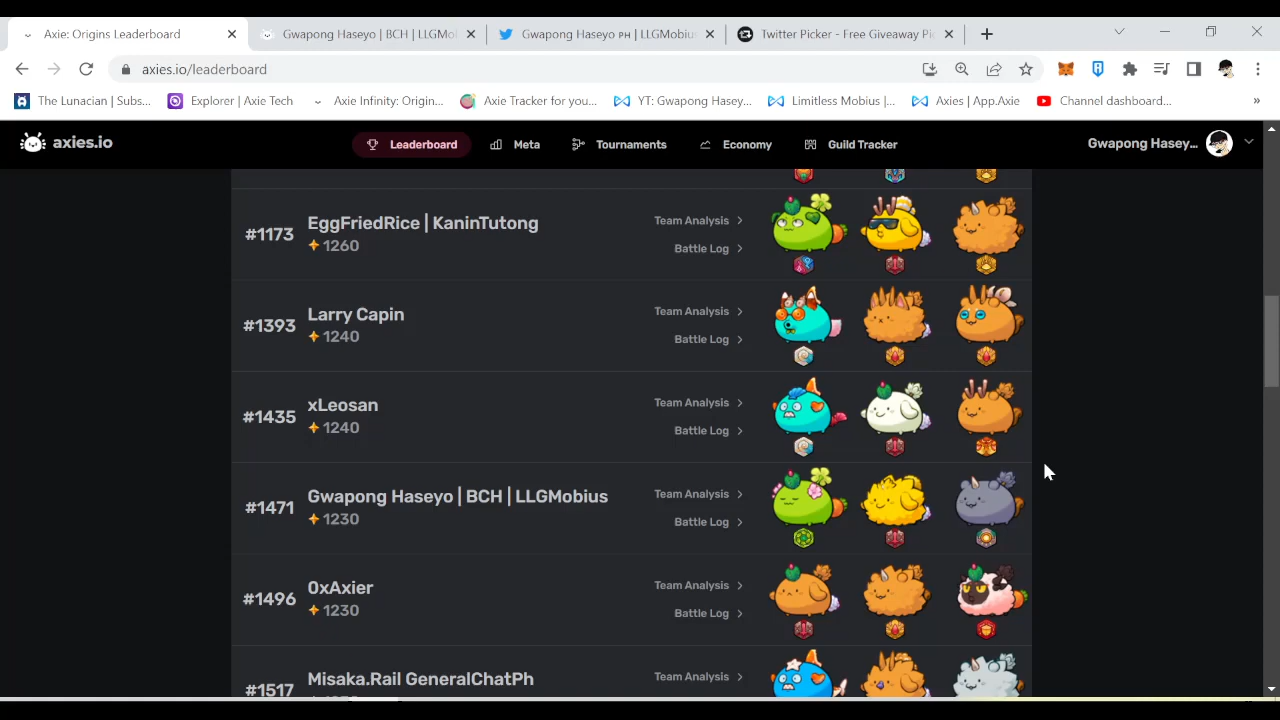 Axie: Origins Leaderboard
Gwapong Haseyo | BCH | LLGMo
Gwapong Haseyo PH | LLGMobius
Twitter Picker - Free Giveaway Pi
axies.io/leaderboard
The Lunacian | Subs...
Explorer | Axie Tech
Axie Infinity: Origin...
Axie Tracker for you...
YT: Gwapong Hasey...
Limitless Mobius |...
Axies | App.Axie
Channel dashboard...
»
axies.io
Leaderboard
Meta
Tournaments
Economy
Guild Tracker
Gwapong Hasey...
#1173
EggFriedRice | KaninTutong
1260
Team Analysis
Battle Log
#1393
Larry Capin
1240
Team Analysis
Battle Log
#1435
xLeosan
1240
Team Analysis
Battle Log
#1471
Gwapong Haseyo | BCH | LLGMobius
1230
Team Analysis
Battle Log
#1496
0xAxier
1230
Team Analysis
Battle Log
#1517
Misaka.Rail GeneralChatPh
Team Analysis